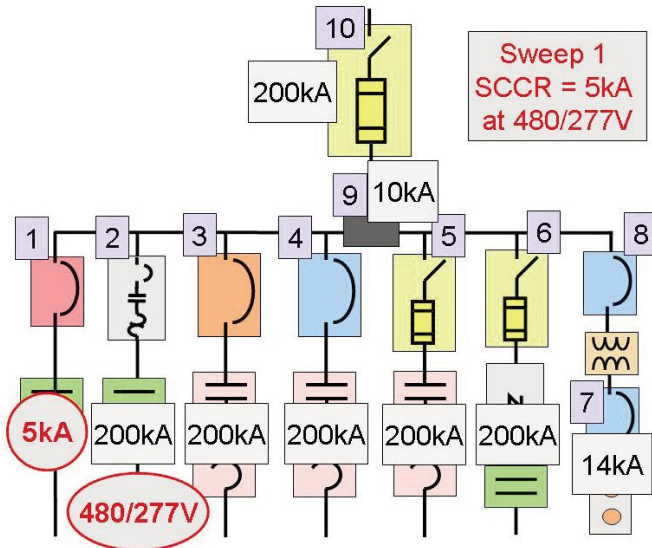 10
200kA
Sweep 1
SCCR = 5kA
at 480/277V
9
10kA
1
2
3
4
5
6
8
7
5kA
200kA
200kA
200kA
200kA
200kA
14kA
480/277V